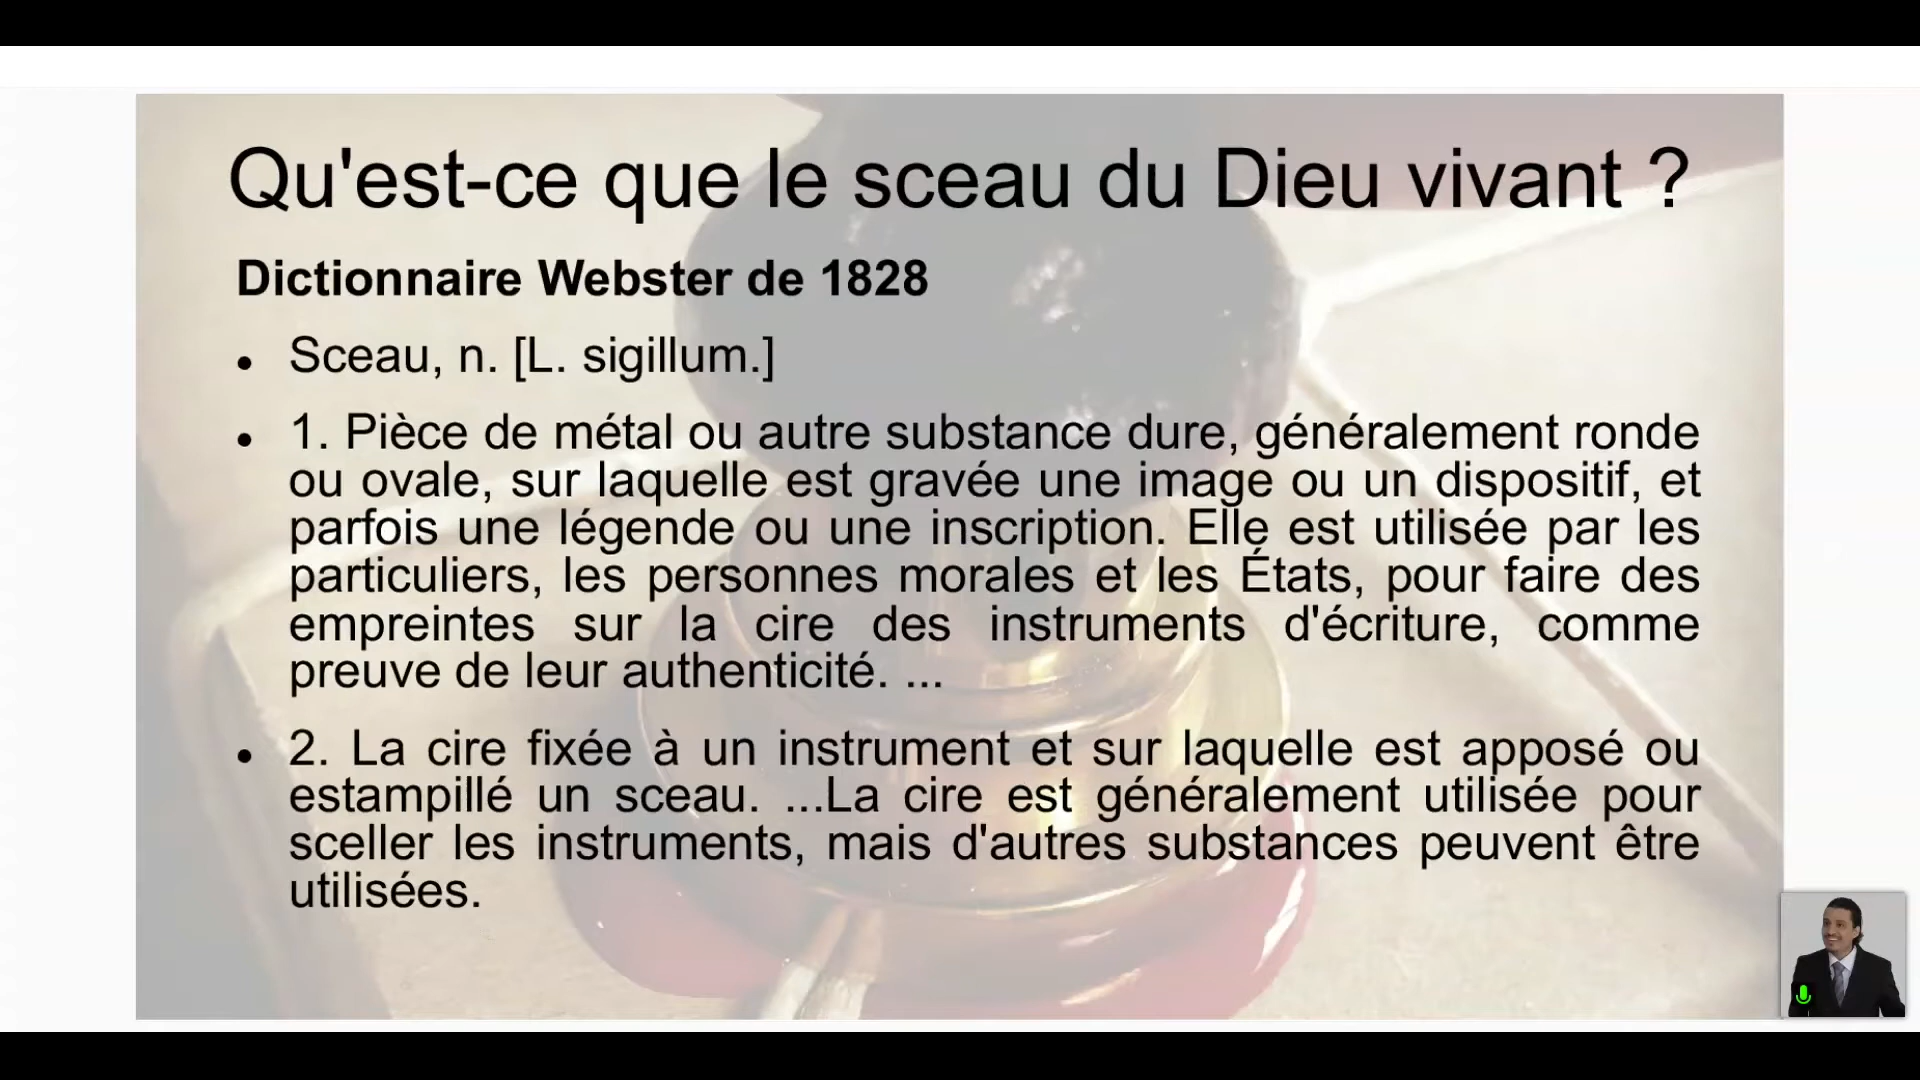 Qu'est-ce que le sceau du Dieu vivant ?
Dictionnaire Webster de 1828
• Sceau, n. [L. sigillum.]
• 1. Pièce de métal ou autre substance dure, généralement ronde
ou ovale, sur laquelle est gravée une image ou un dispositif, et
parfois une légende ou une inscription. Elle est utilisée par les
particuliers, les personnes morales et les États, pour faire des
empreintes sur la cire des instruments d'écriture, comme
preuve de leur authenticité. ...
• 2. La cire fixée à un instrument et sur laquelle est apposé ou
estampillé un sceau. ...La cire est généralement utilisée pour
sceller les instruments, mais d'autres substances peuvent être
utilisées.